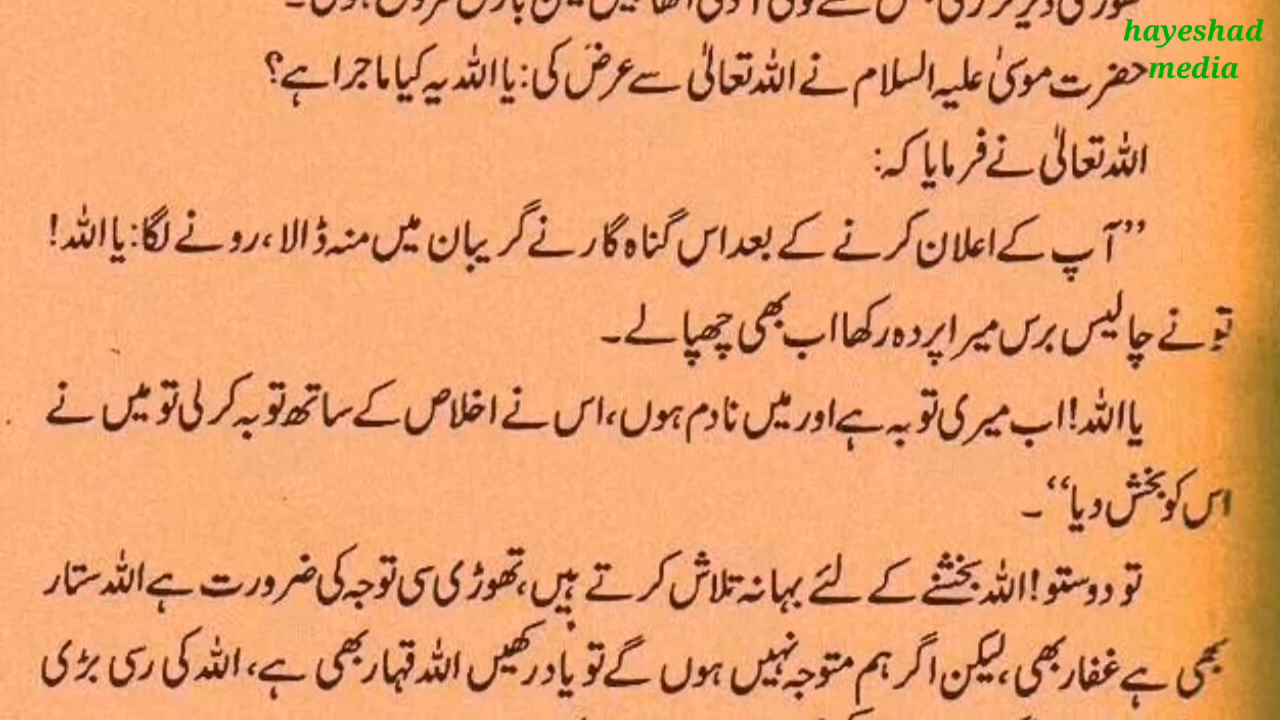 hayeshad
media
حضرت موسیٰ علیہ السلام نے اللہ تعالیٰ سے عرض کی: یا اللہ یہ کیا ماجرا ہے؟
اللہ تعالیٰ نے فرمایا کہ:
”آپ کے اعلان کرنے کے بعد اس گناہ گار نے گریبان میں منہ ڈالا، رونے لگا: یا اللہ!
تو نے چالیس برس میرا پردہ رکھا اب بھی چھپا لے۔
یا اللہ! اب میری توبہ ہے اور میں نادم ہوں، اس نے اخلاص کے ساتھ توبہ کر لی تو میں نے
اس کو بخش دیا“۔
تو دوستو! اللہ بخشنے کے لئے بہانہ تلاش کرتے ہیں، تھوڑی سی توجہ کی ضرورت ہے اللہ ستار
بھی ہے غفار بھی، لیکن اگر ہم متوجہ نہیں ہوں گے تو یاد رکھیں اللہ قہار بھی ہے، اللہ کی رسی بڑی